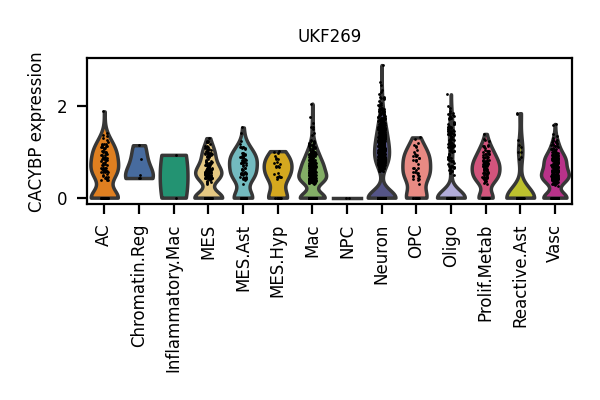 UKF269
CACYBP expression
2
0
AC
Chromatin.Reg
Inflammatory.Mac
MES
MES.Ast
MES.Hyp
Mac
NPC
Neuron
OPC
Oligo
Prolif.Metab
Reactive.Ast
Vasc